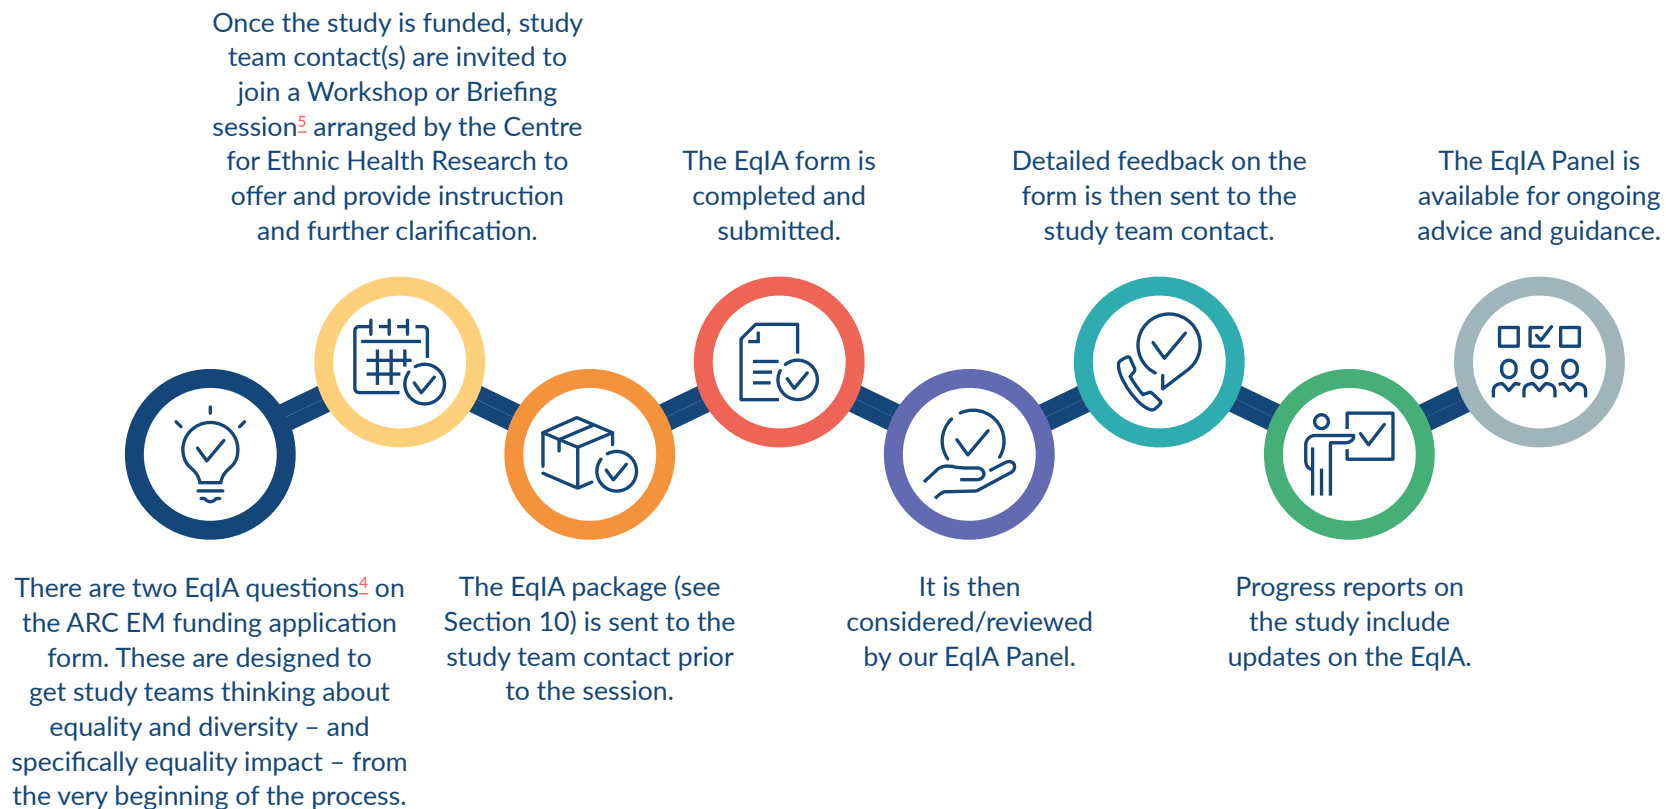 There are two EqIA questions4 on
the ARC EM funding application
form. These are designed to
get study teams thinking about
equality and diversity – and
specifically equality impact – from
the very beginning of the process.
Once the study is funded, study
team contact(s) are invited to
join a Workshop or Briefing
session5 arranged by the Centre
for Ethnic Health Research to
offer and provide instruction
and further clarification.
The EqIA package (see
Section 10) is sent to the
study team contact prior
to the session.
The EqIA form is
completed and
submitted.
It is then
considered/reviewed
by our EqIA Panel.
Detailed feedback on the
form is then sent to the
study team contact.
Progress reports on
the study include
updates on the EqIA.
The EqIA Panel is
available for ongoing
advice and guidance.